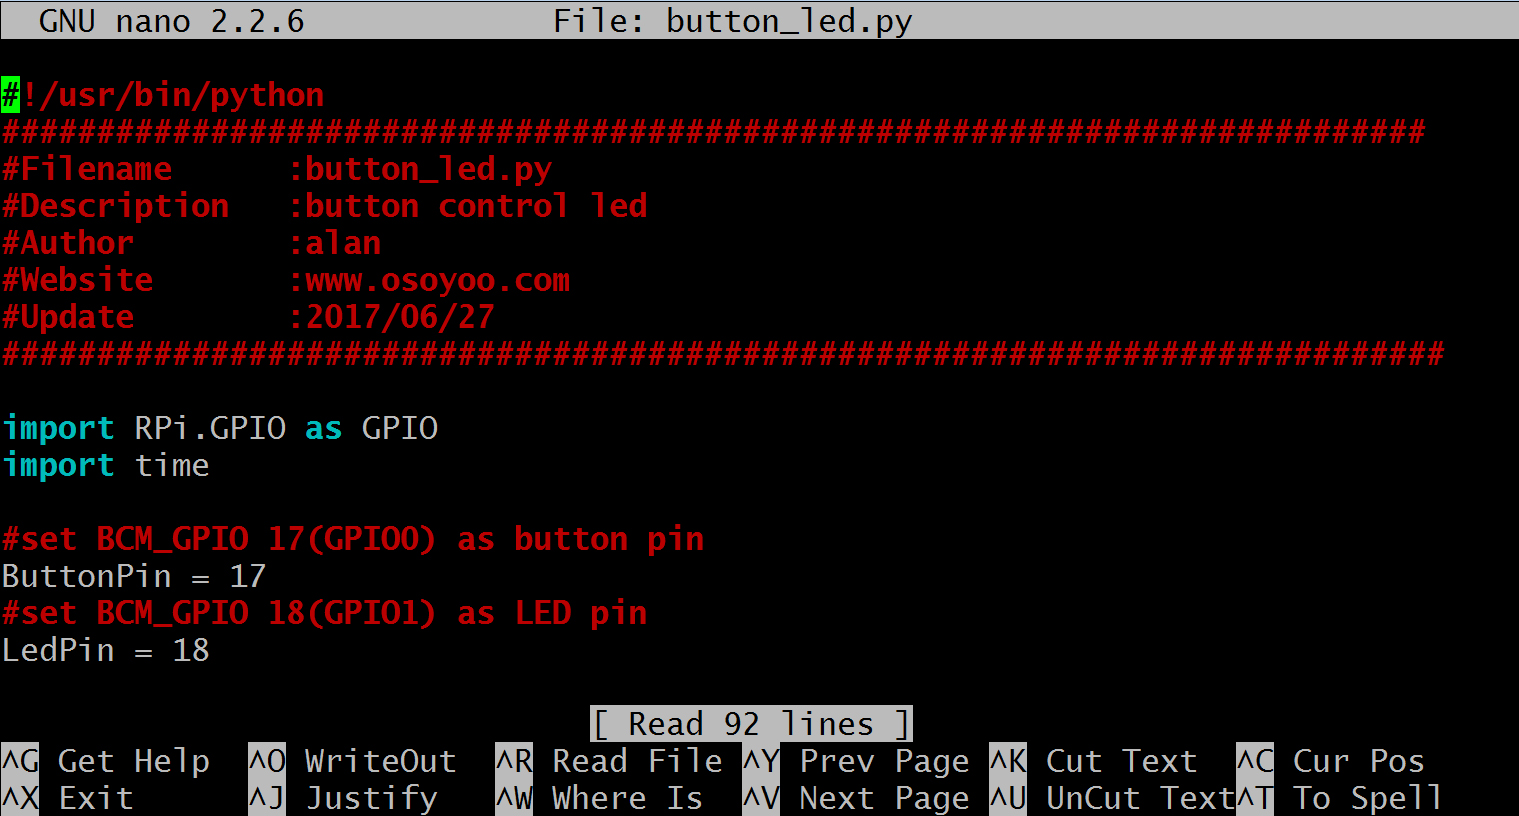 GNU nano 2.2.6 File: button_led.py
#!/usr/bin/python
###########################################################################
#Filename      :button_led.py
#Description   :button control led
#Author        :alan
#Website       :www.osoyoo.com
#Update        :2017/06/27
############################################################################
import RPi.GPIO as GPIO
import time
#set BCM_GPIO 17(GPIO0) as button pin
ButtonPin = 17
#set BCM_GPIO 18(GPIO1) as LED pin
LedPin = 18
[ Read 92 lines ]
^G Get Help  ^O WriteOut  ^R Read File ^Y Prev Page ^K Cut Text  ^C Cur Pos
^X Exit      ^J Justify   ^W Where Is  ^V Next Page ^U UnCut Text^T To Spell